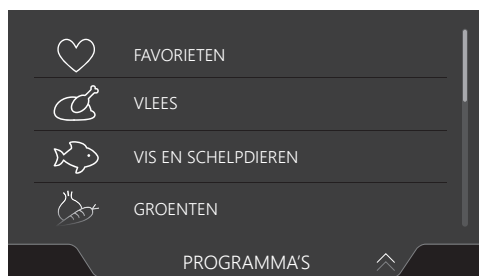 FAVORIETEN
VLEES
VIS EN SCHELPDIEREN
GROENTEN
PROGRAMMA'S